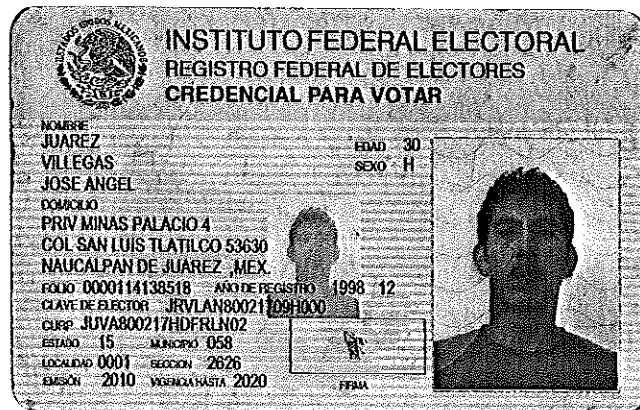 ESTADOS UNIDOS MEXICANOS
INSTITUTO FEDERAL ELECTORAL
REGISTRO FEDERAL DE ELECTORES
CREDENCIAL PARA VOTAR
NOMBRE
JUAREZ
VILLEGAS
JOSE ANGEL
EDAD 30
SEXO H
DOMICILIO
PRIV MINAS PALACIO 4
COL SAN LUIS TLATILCO 53630
NAUCALPAN DE JUAREZ ,MEX.
FOLIO 0000114138518 AÑO DE REGISTRO 1998 12
CLAVE DE ELECTOR JRVLAN80021709H000
CURP JUVA800217HDFRLN02
ESTADO 15 MUNICIPIO 058
LOCALIDAD 0001 SECCION 2626
EMISIÓN 2010 VIGENCIA HASTA 2020
FIRMA